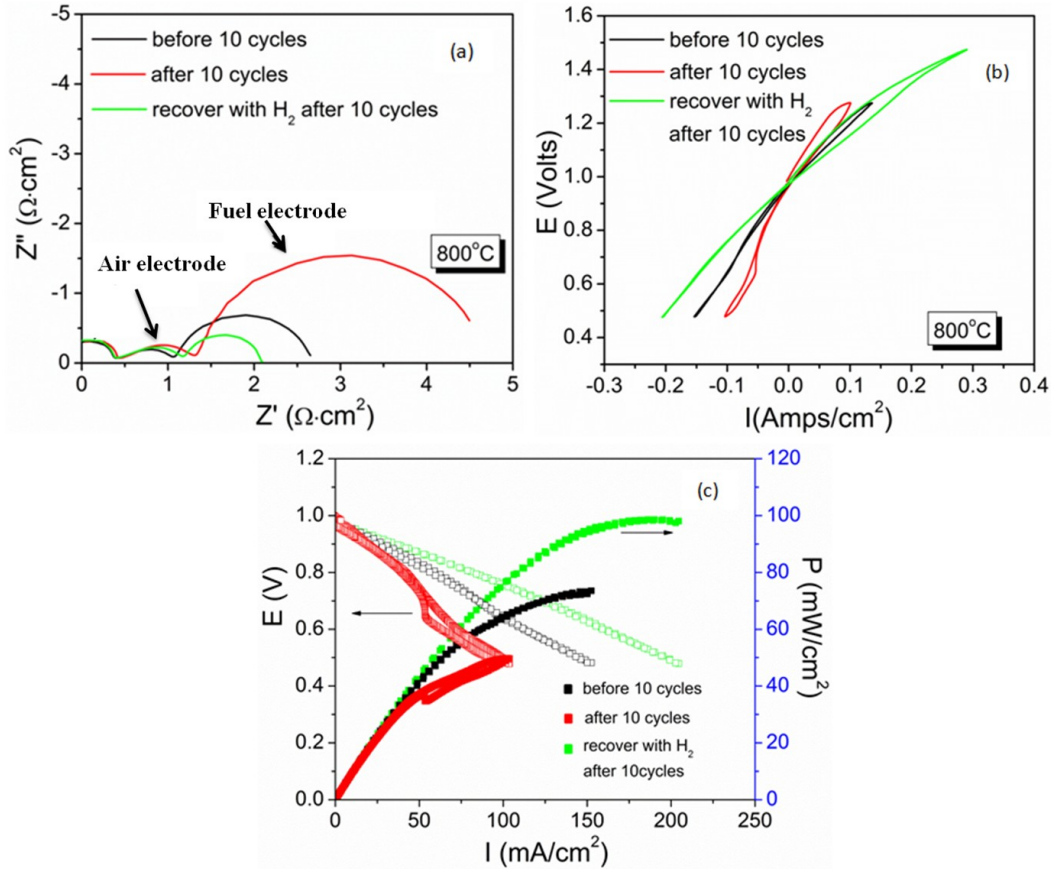 -5
-4
-3
-2
-1
0
Z" (Ω·cm²)
before 10 cycles
after 10 cycles
recover with H₂ after 10 cycles
(a)
Fuel electrode
Air electrode
800°C
0 1 2 3 4 5
Z' (Ω·cm²)
1.6
1.4
1.2
1.0
0.8
0.6
0.4
E (Volts)
before 10 cycles
after 10 cycles
recover with H₂
after 10 cycles
(b)
800°C
-0.3 -0.2 -0.1 0.0 0.1 0.2 0.3 0.4
I(Amps/cm²)
1.2
1.0
0.8
0.6
0.4
0.2
0.0
E (V)
(c)
before 10 cycles
after 10 cycles
recover with H₂
after 10cycles
120
100
80
60
40
20
0
P (mW/cm²)
0 50 100 150 200 250
I (mA/cm²)